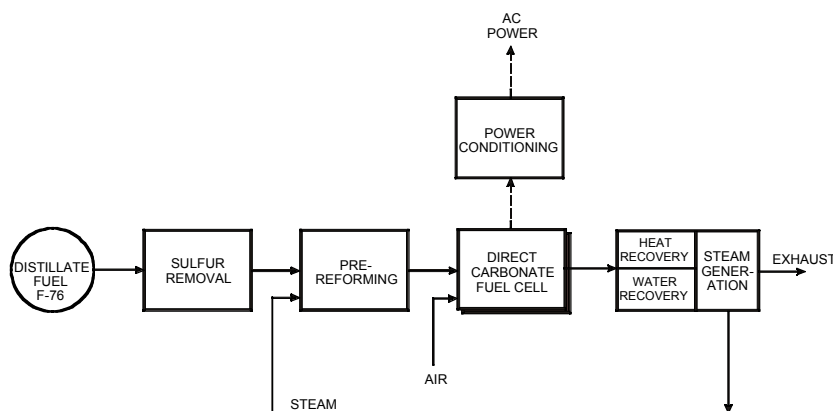 AC
POWER
POWER
CONDITIONING
DISTILLATE
FUEL
F-76
SULFUR
REMOVAL
PRE-
REFORMING
DIRECT
CARBONATE
FUEL CELL
HEAT
RECOVERY
WATER
RECOVERY
STEAM
GENER-
ATION
EXHAUST
AIR
STEAM